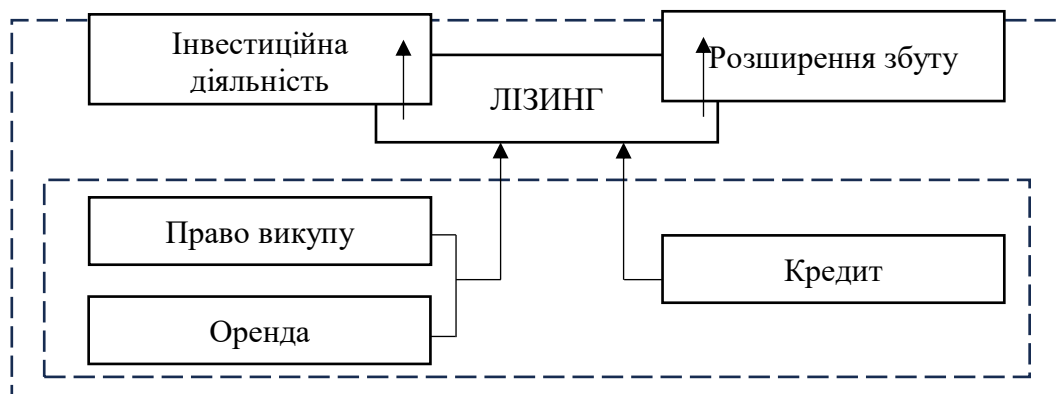 Інвестиційна
діяльність
Розширення збуту
ЛІЗИНГ
Право викупу
Кредит
Оренда